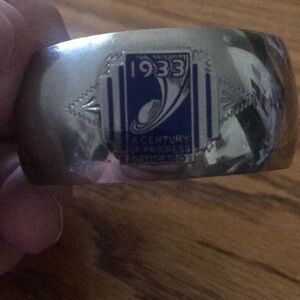 1933
A CENTURY
OF PROGRESS
CHICAGO